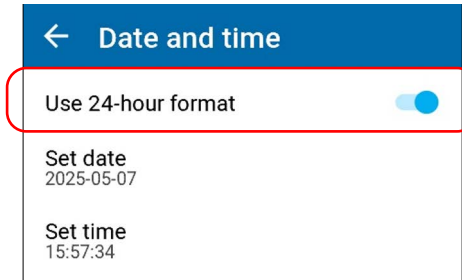 Date and time
Use 24-hour format
Set date
2025-05-07
Set time
15:57:34